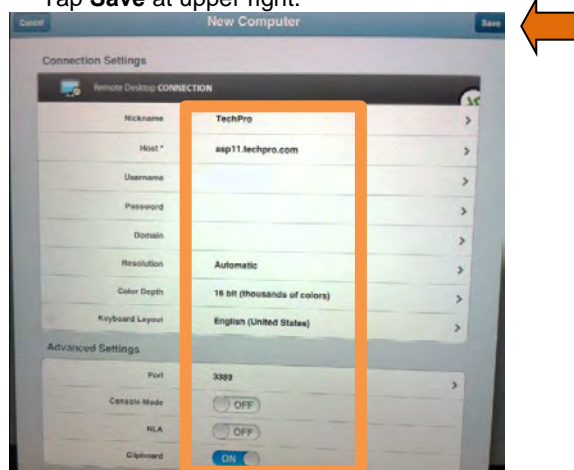 Tap Save at upper right.
Cancel New Computer Save
Connection Settings
Remote Desktop CONNECTION
Nickname TechPro
Host * asp11.techpro.com
Username
Password
Domain
Resolution Automatic
Color Depth 16 bit (thousands of colors)
Keyboard Layout English (United States)
Advanced Settings
Port 3389
Console Mode OFF
NLA OFF
Clipboard ON